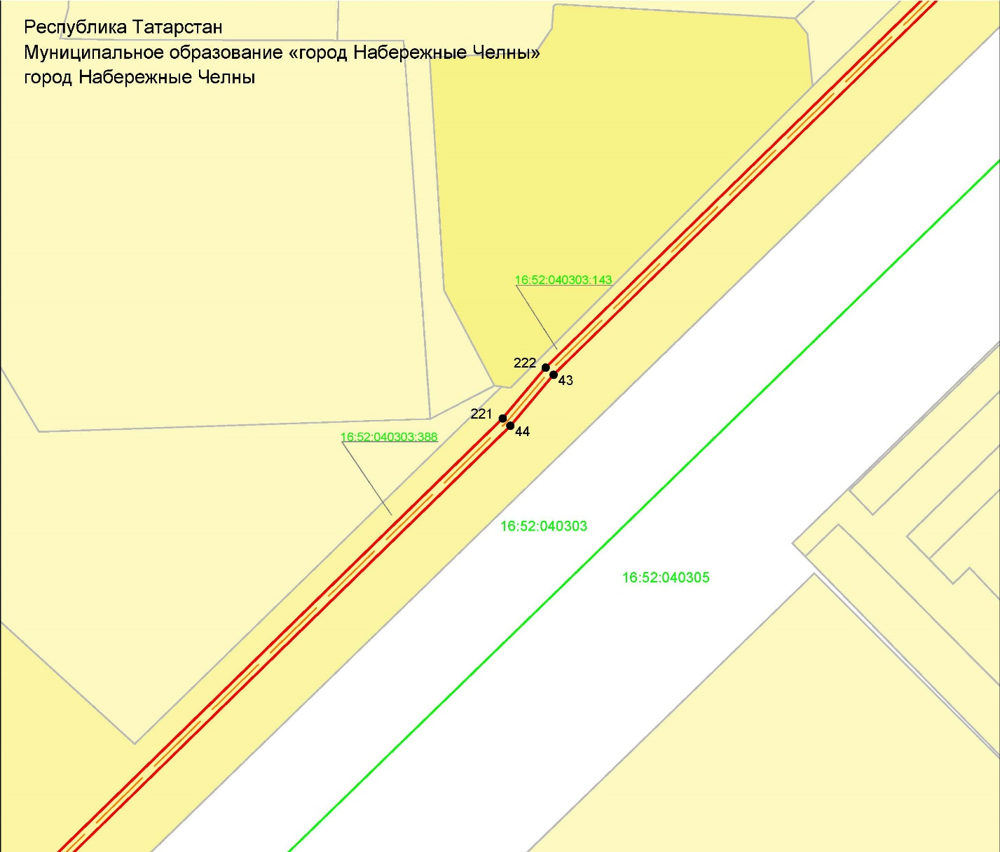 Республика Татарстан
Муниципальное образование «город Набережные Челны»
город Набережные Челны
16:52:040303:143
222
43
221
44
16:52:040303:388
16:52:040303
16:52:040305